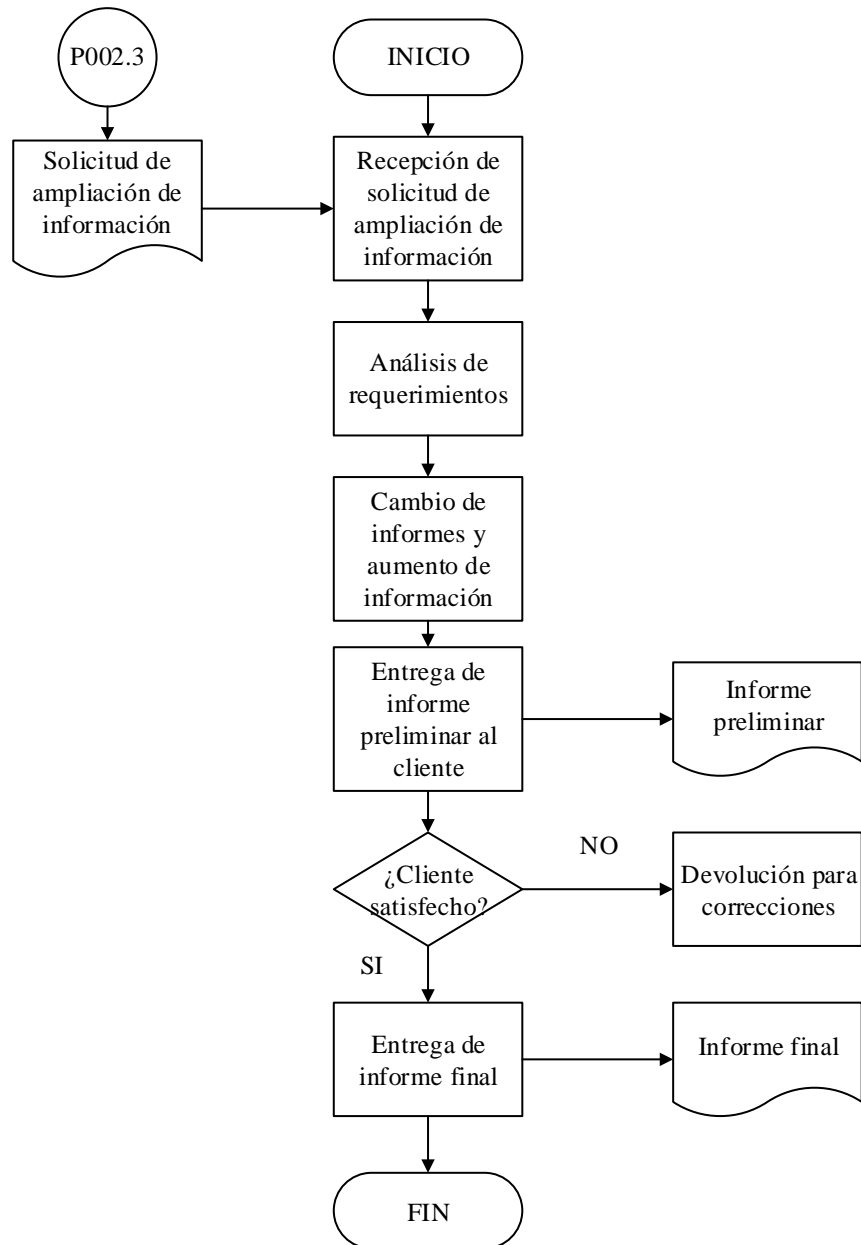 P002.3
INICIO
Solicitud de
ampliación de
información
Recepción de
solicitud de
ampliación de
información
Análisis de
requerimientos
Cambio de
informes y
aumento de
información
Entrega de
informe
preliminar al
cliente
Informe
preliminar
¿Cliente
satisfecho?
NO
Devolución para
correcciones
SI
Entrega de
informe final
Informe final
FIN